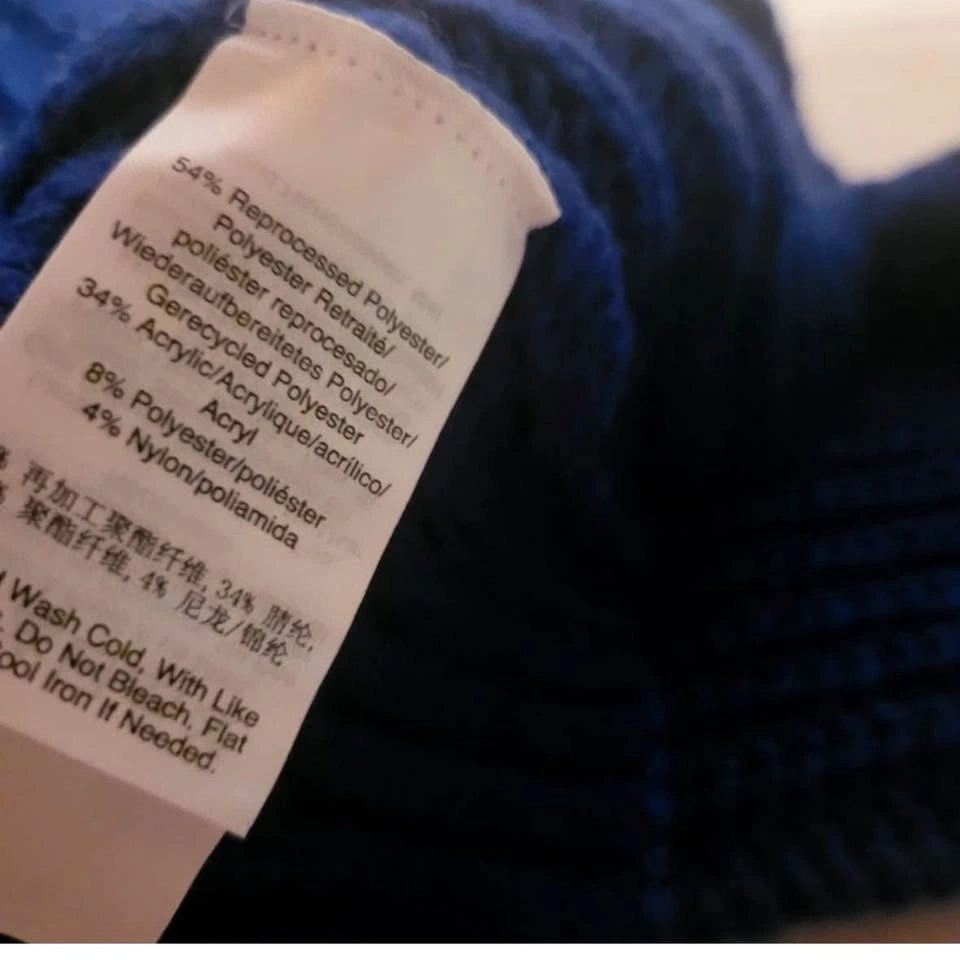 54% Reprocessed Polyester/
Polyester Retraité/
poliéster reprocesado/
Wiederaufbereitetes Polyester/
Gerecycled Polyester
34% Acrylic/Acrylique/acrílico/
Acryl
8% Polyester/poliéster
4% Nylon/poliamida
% 再加工聚酯纤维, 34% 腈纶,
% 聚酯纤维, 4% 尼龙/锦纶
Wash Cold, With Like
Do Not Bleach. Flat
Iron If Needed.